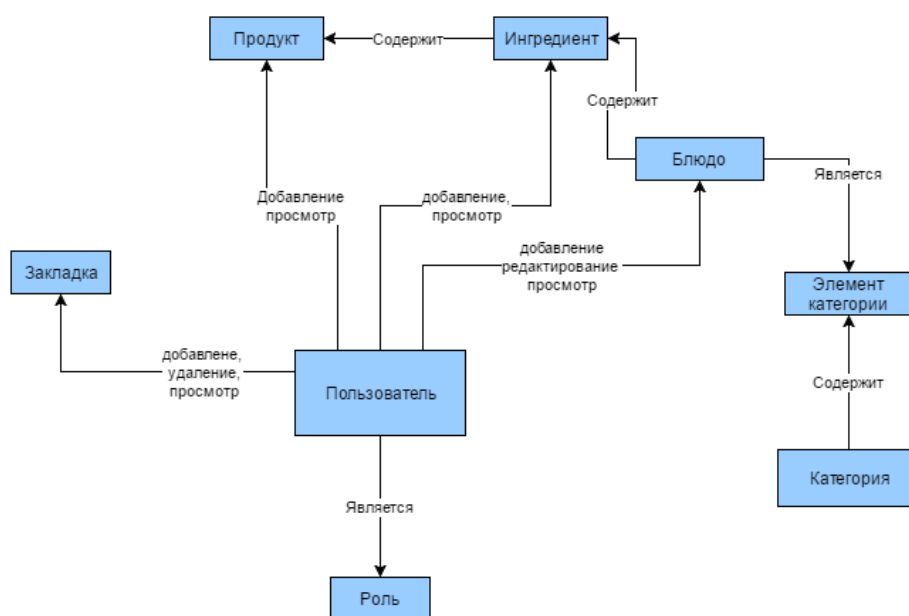 Продукт
Содержит
Ингредиент
Содержит
Блюдо
Является
Добавление
просмотр
добавление,
просмотр
добавление
редактирование
просмотр
Закладка
Элемент
категории
добавлене,
удаление,
просмотр
Пользователь
Содержит
Категория
Является
Роль